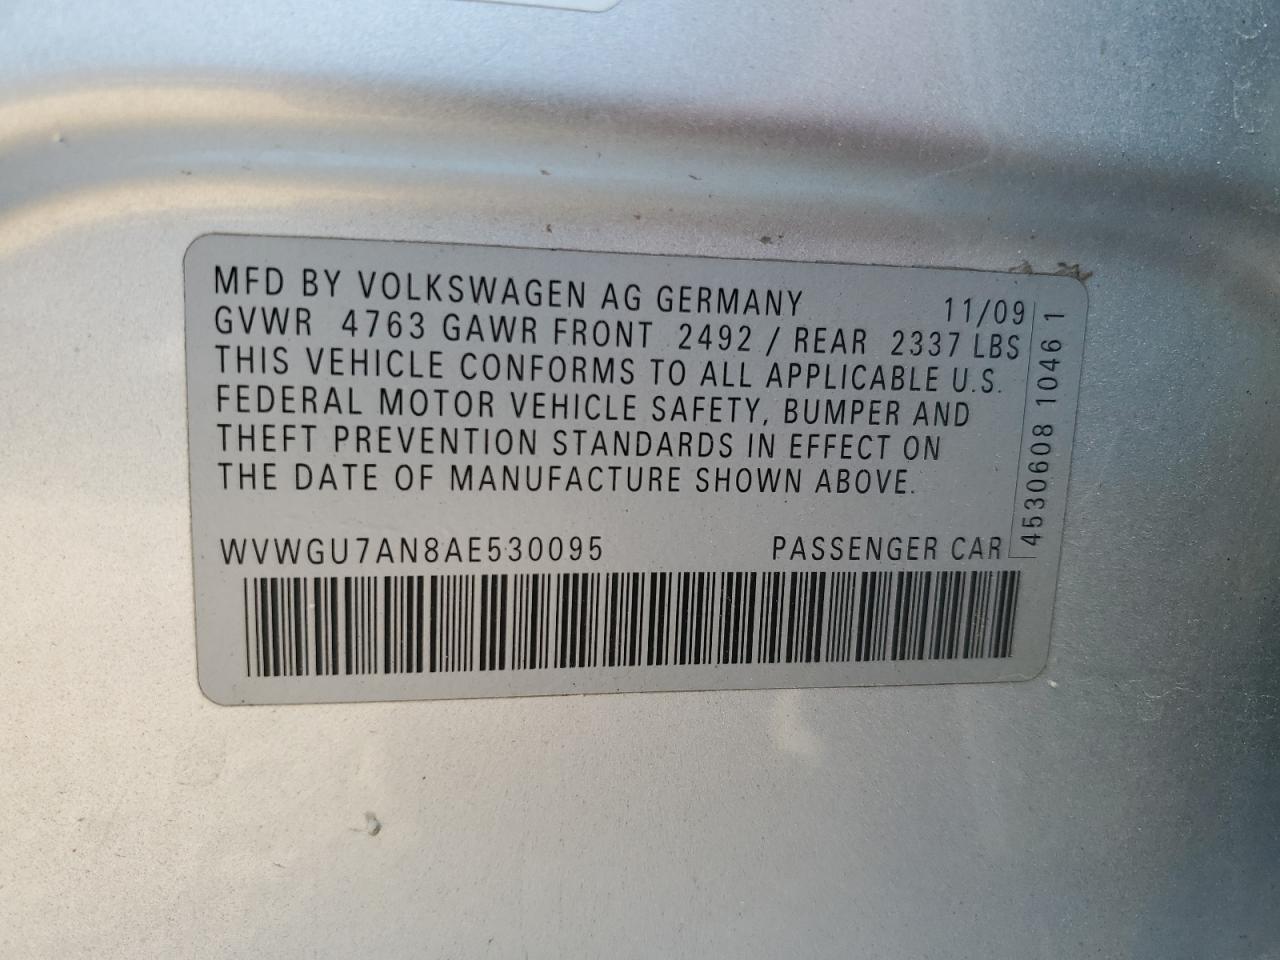 MFD BY VOLKSWAGEN AG GERMANY 11/09
GVWR 4763 GAWR FRONT 2492 / REAR 2337 LBS
THIS VEHICLE CONFORMS TO ALL APPLICABLE U.S.
FEDERAL MOTOR VEHICLE SAFETY, BUMPER AND
THEFT PREVENTION STANDARDS IN EFFECT ON
THE DATE OF MANUFACTURE SHOWN ABOVE.
WVWGU7AN8AE530095 PASSENGER CAR
45306081046 1